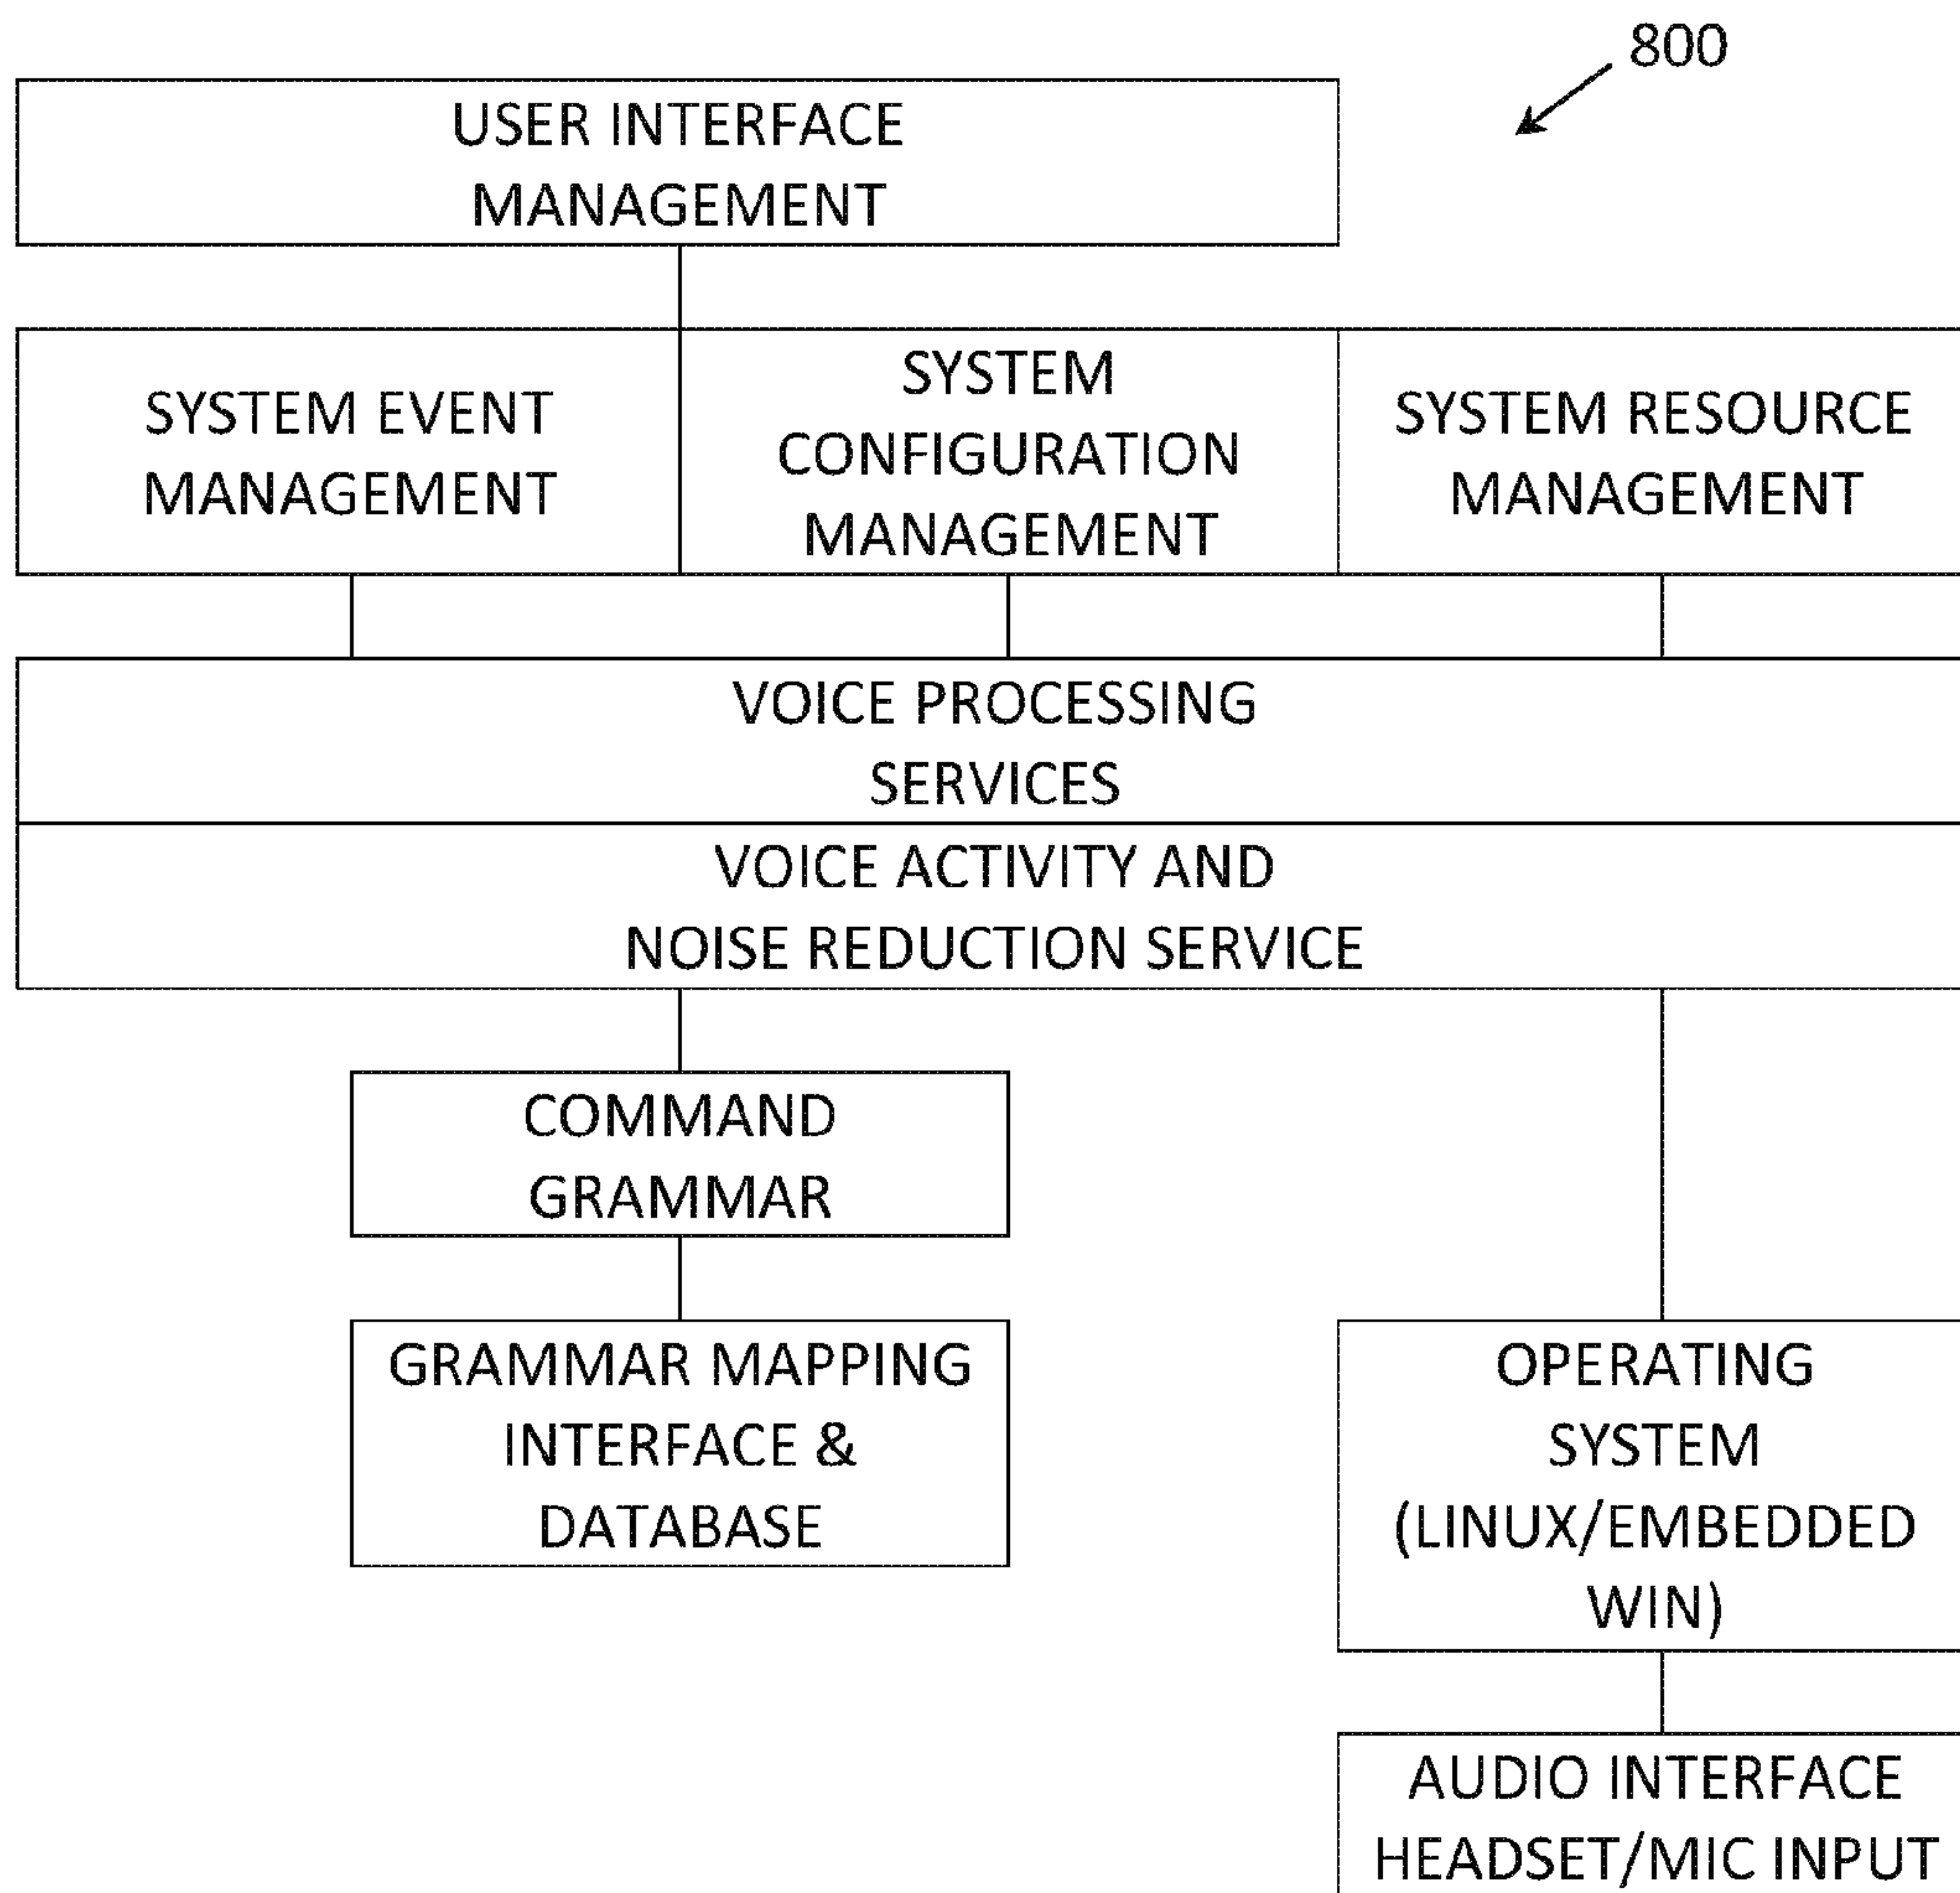 800
USER INTERFACE
MANAGEMENT
SYSTEM EVENT
MANAGEMENT
SYSTEM
CONFIGURATION
MANAGEMENT
SYSTEM RESOURCE
MANAGEMENT
VOICE PROCESSING
SERVICES
VOICE ACTIVITY AND
NOISE REDUCTION SERVICE
COMMAND
GRAMMAR
GRAMMAR MAPPING
INTERFACE &
DATABASE
OPERATING
SYSTEM
(LINUX/EMBEDDED
WIN)
AUDIO INTERFACE
HEADSET/MIC INPUT